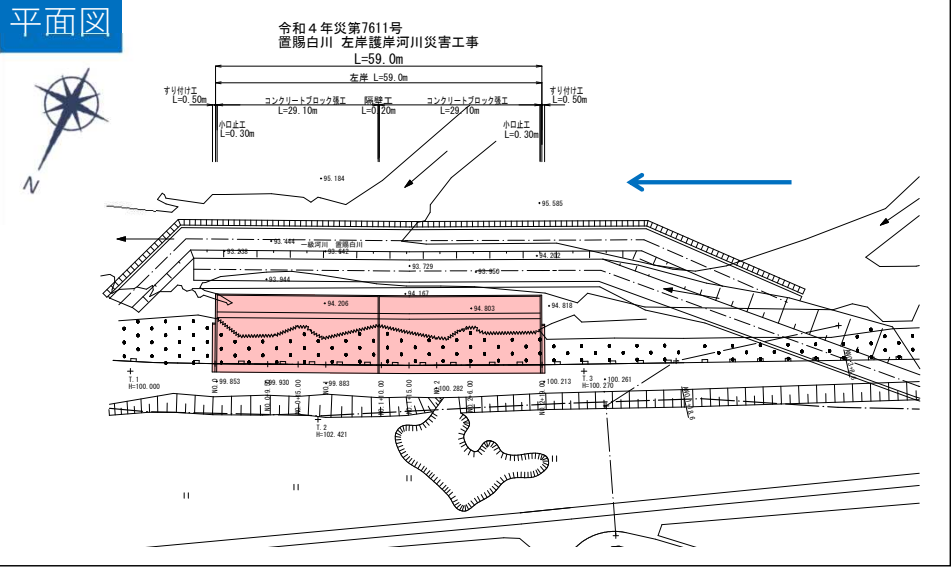 平面図
令和４年災第7611号
置賜白川 左岸護岸河川災害工事
L=59.0m
左岸 L=59.0m
すり付け工
L=0.50m
コンクリートブロック張工
L=29.10m
隔壁工
L=0.20m
コンクリートブロック張工
L=29.10m
すり付け工
L=0.50m
小口止工
L=0.30m
小口止工
L=0.30m
N
95.184
95.585
93.444
一級河川 置賜白川
94.202
93.729
93.944
94.167
94.206
94.803
94.818
T.1
H=100.000
99.853
99.930
99.883
100.282
100.213
T.3
H=100.270
100.261
T.2
H=102.421